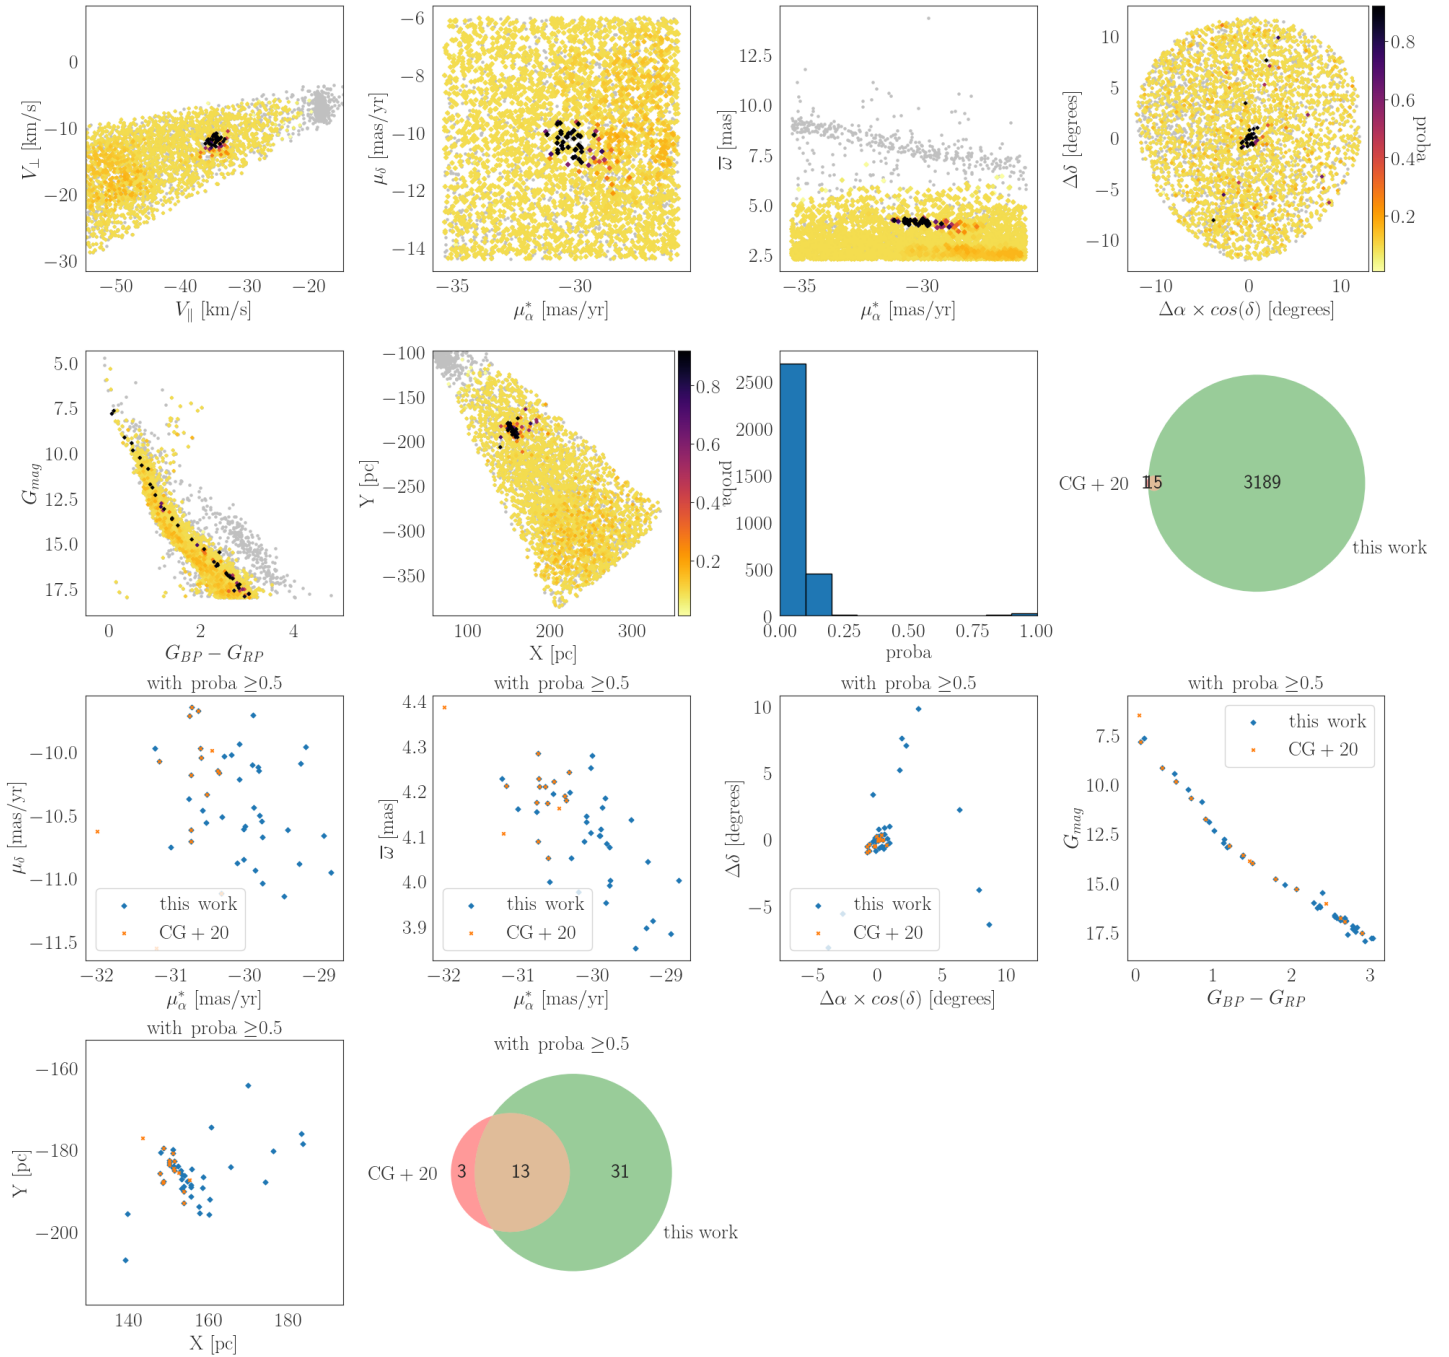 0
−10
−20
−30
V⊥ [km/s]
−50 −40 −30 −20
V∥ [km/s]
−6
−8
−10
−12
−14
μδ [mas/yr]
−35 −30
μ*α [mas/yr]
12.5
10.0
7.5
5.0
2.5
ϖ [mas]
−35 −30
μ*α [mas/yr]
10
5
0
−5
−10
Δδ [degrees]
−10 0 10
Δα × cos(δ) [degrees]
0.8
0.6
0.4
0.2
proba
5.0
7.5
10.0
12.5
15.0
17.5
Gmag
0 2 4
GBP − GRP
−100
−150
−200
−250
−300
−350
Y [pc]
100 200 300
X [pc]
0.8
0.6
0.4
0.2
proba
2500
2000
1500
1000
500
0
0.00 0.25 0.50 0.75 1.00
proba
CG + 20 1 15 3189
this work
with proba ≥0.5
−10.0
−10.5
−11.0
−11.5
μδ [mas/yr]
this work
CG + 20
−32 −31 −30 −29
μ*α [mas/yr]
with proba ≥0.5
4.4
4.3
4.2
4.1
4.0
3.9
ϖ [mas]
this work
CG + 20
−32 −31 −30 −29
μ*α [mas/yr]
with proba ≥0.5
10
5
0
−5
Δδ [degrees]
this work
CG + 20
−5 0 5 10
Δα × cos(δ) [degrees]
with proba ≥0.5
this work
CG + 20
7.5
10.0
12.5
15.0
17.5
Gmag
0 1 2 3
GBP − GRP
with proba ≥0.5
−160
−180
−200
Y [pc]
140 160 180
X [pc]
with proba ≥0.5
CG + 20 3 13 31
this work